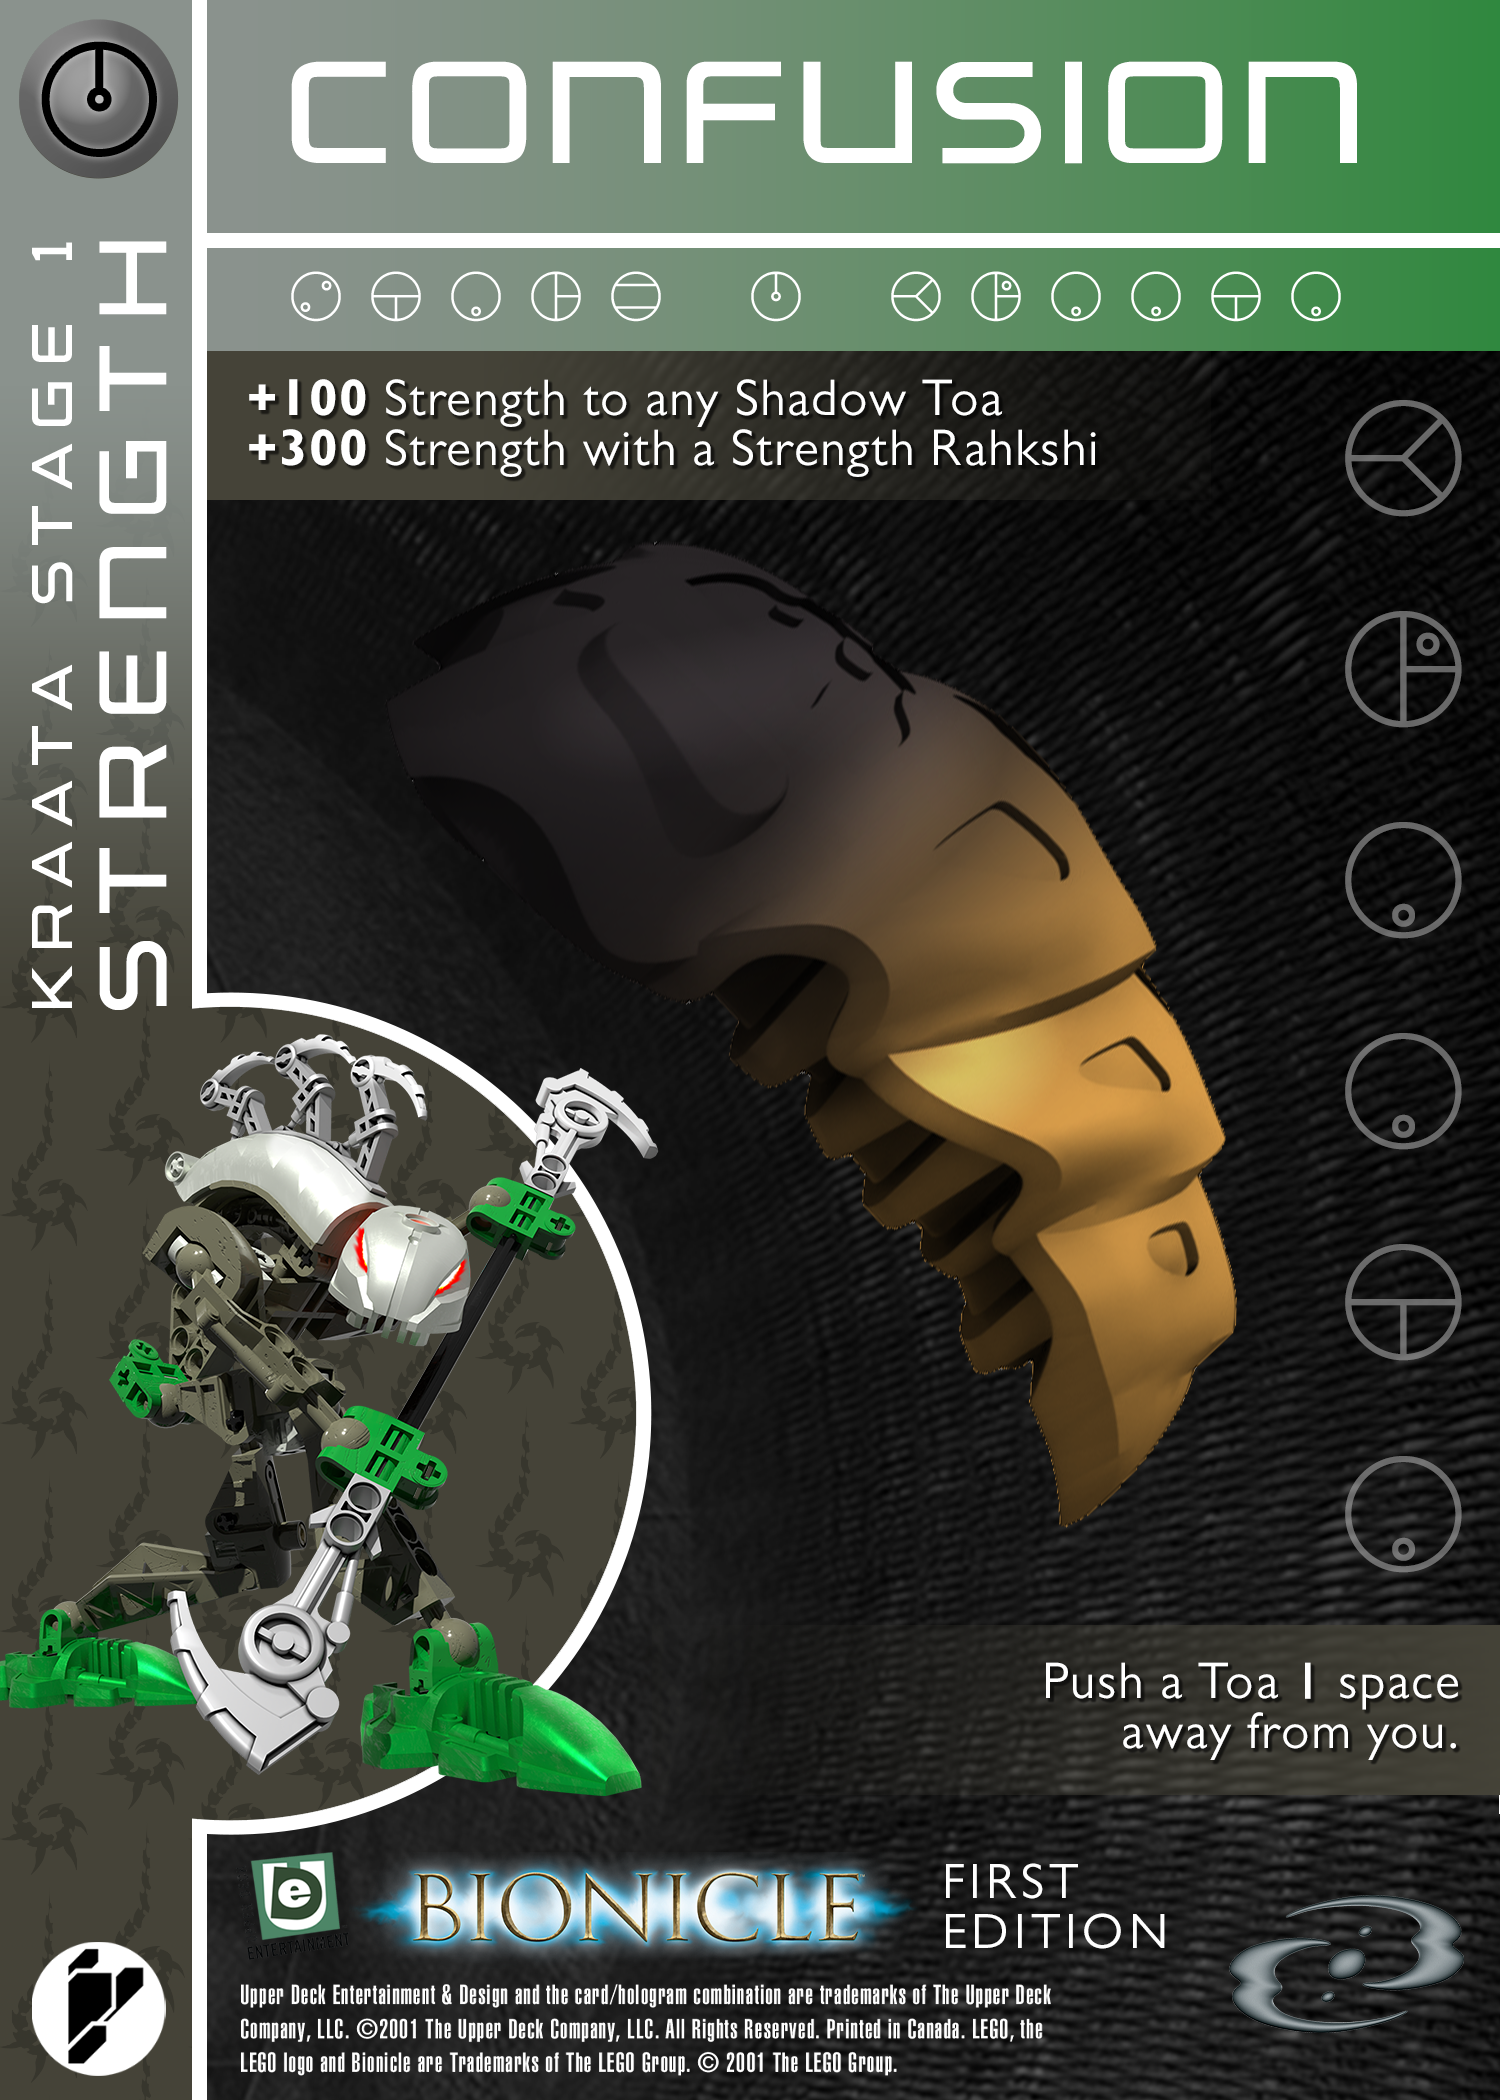 CONFUSION
KRAATA STAGE 1
STRENGTH
+100 Strength to any Shadow Toa
+300 Strength with a Strength Rahkshi
Push a Toa 1 space
away from you.
e
ENTERTAINMENT
BIONICLE
FIRST
EDITION
Upper Deck Entertainment & Design and the card/hologram combination are trademarks of The Upper Deck
Company, LLC. ©2001 The Upper Deck Company, LLC. All Rights Reserved. Printed in Canada. LEGO, the
LEGO logo and Bionicle are Trademarks of The LEGO Group. © 2001 The LEGO Group.